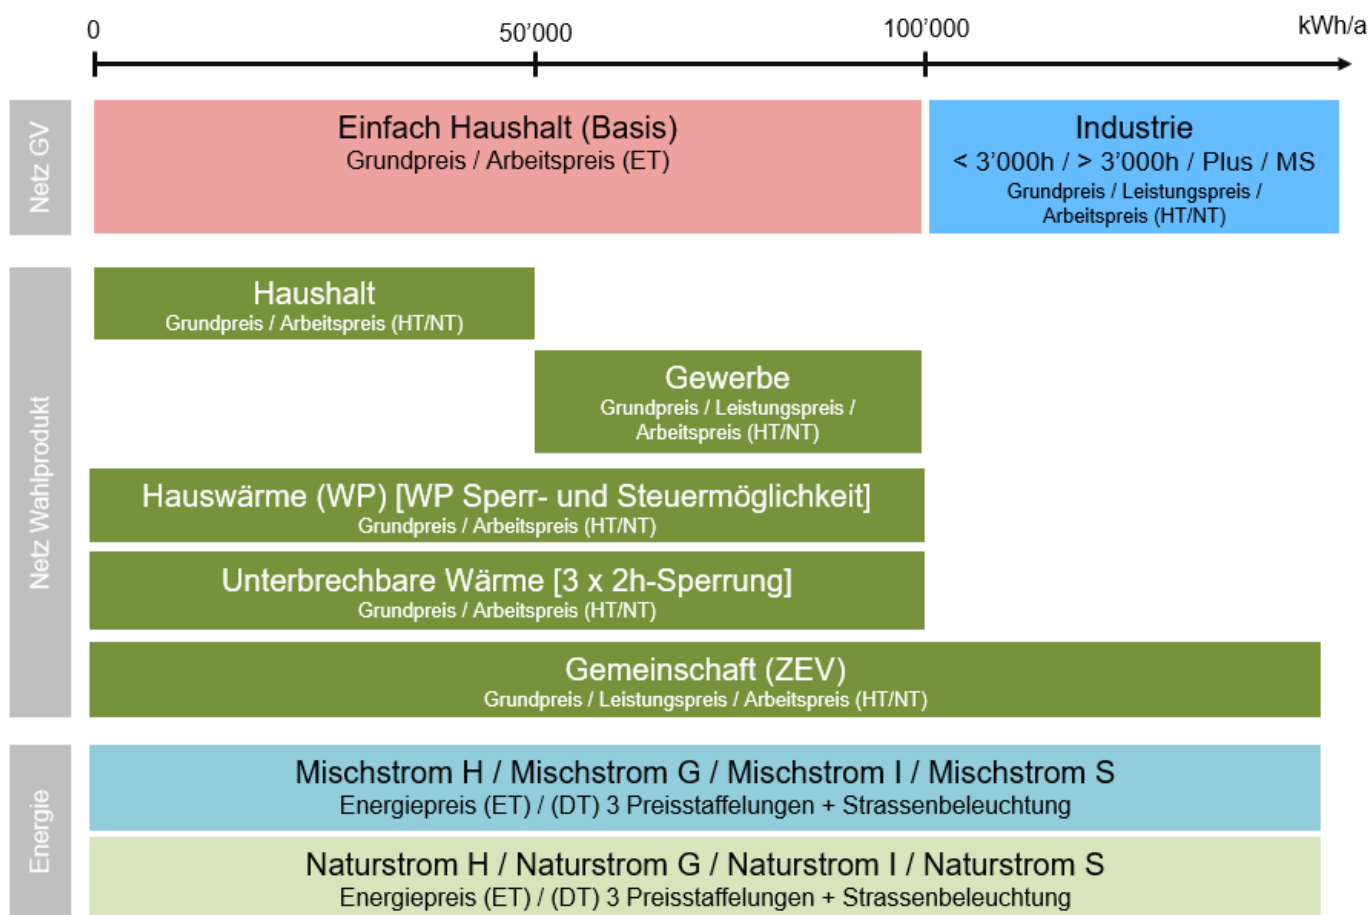 0
50’000
100’000
kWh/a
Netz GV
Einfach Haushalt (Basis)
Grundpreis / Arbeitspreis (ET)
Industrie
< 3’000h / > 3’000h / Plus / MS
Grundpreis / Leistungspreis /
Arbeitspreis (HT/NT)
Netz Wahlprodukt
Haushalt
Grundpreis / Arbeitspreis (HT/NT)
Gewerbe
Grundpreis / Leistungspreis /
Arbeitspreis (HT/NT)
Hauswärme (WP) [WP Sperr- und Steuermöglichkeit]
Grundpreis / Arbeitspreis (HT/NT)
Unterbrechbare Wärme [3 x 2h-Sperrung]
Grundpreis / Arbeitspreis (HT/NT)
Gemeinschaft (ZEV)
Grundpreis / Leistungspreis / Arbeitspreis (HT/NT)
Energie
Mischstrom H / Mischstrom G / Mischstrom I / Mischstrom S
Energiepreis (ET) / (DT) 3 Preisstaffelungen + Strassenbeleuchtung
Naturstrom H / Naturstrom G / Naturstrom I / Naturstrom S
Energiepreis (ET) / (DT) 3 Preisstaffelungen + Strassenbeleuchtung